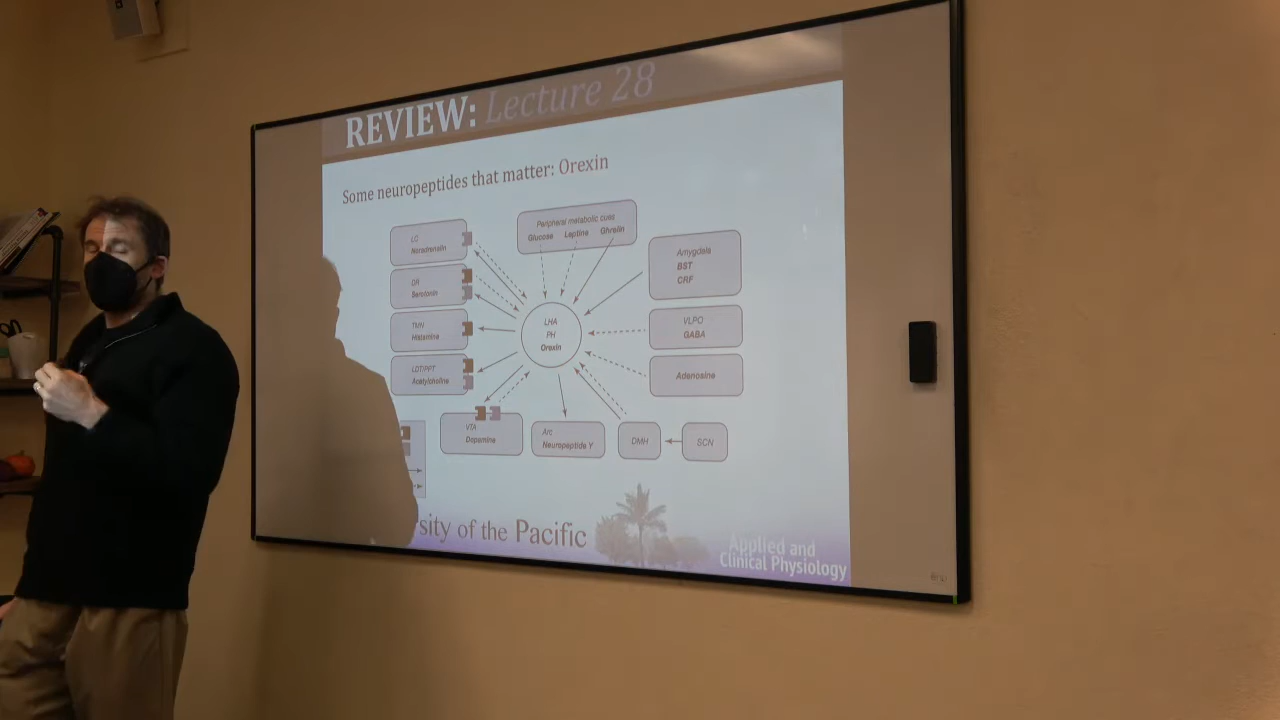 REVIEW: Lecture 28
Some neuropeptides that matter: Orexin
LC
Noradrenalin
DR
Serotonin
TMN
Histamine
LDT/PPT
Acetylcholine
VTA
Dopamine
Peripheral metabolic cues
Glucose Leptine Ghrelin
Amygdala
BST
CRF
VLPO
GABA
Adenosine
LHA
PH
Orexin
Arc
Neuropeptide Y
DMH
SCN
sity of the Pacific
Applied and
Clinical Physiology